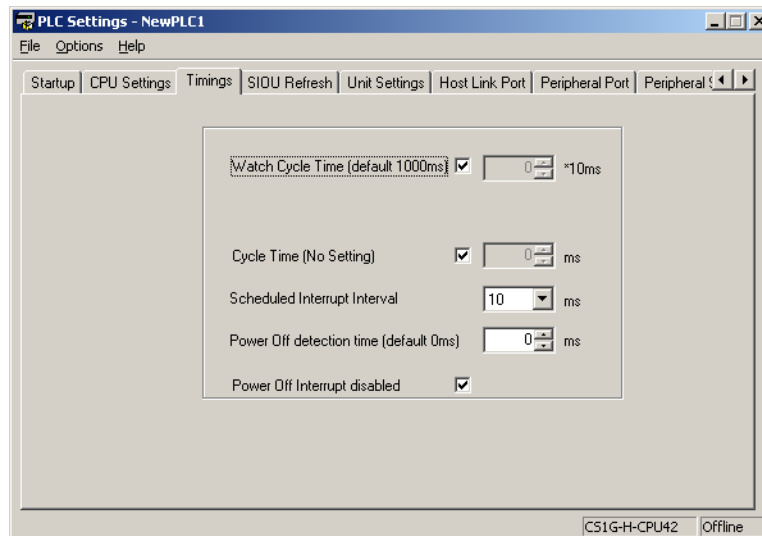 PLC Settings - NewPLC1
File Options Help
Startup CPU Settings Timings SIOU Refresh Unit Settings Host Link Port Peripheral Port Peripheral
Watch Cycle Time (default 1000ms) 0 *10ms
Cycle Time (No Setting) 0 ms
Scheduled Interrupt Interval 10 ms
Power Off detection time (default 0ms) 0 ms
Power Off Interrupt disabled
CS1G-H-CPU42 Offline